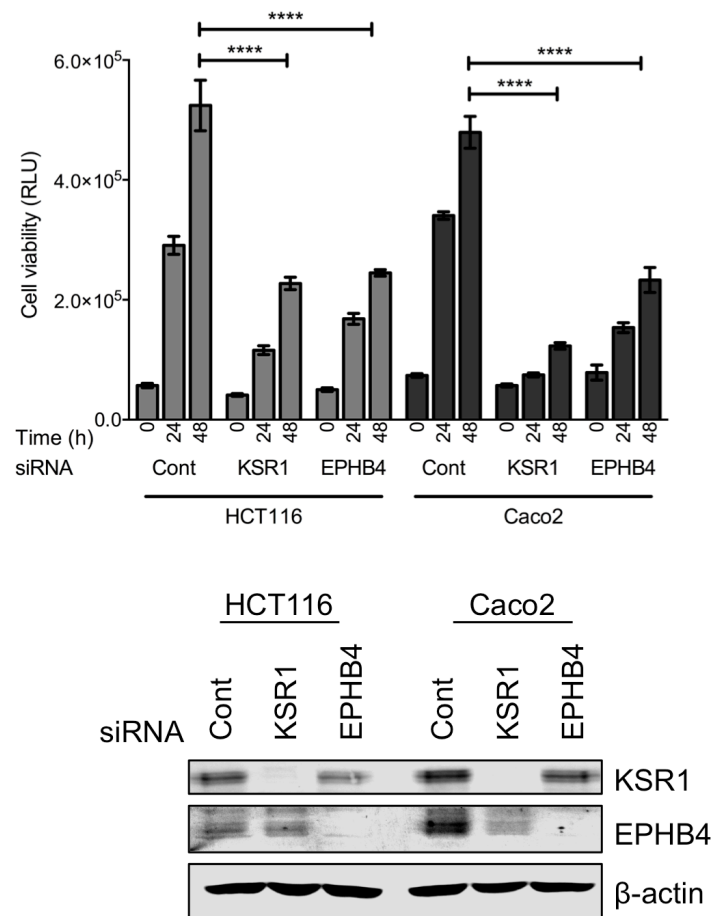 ****
****
****
****
6.0×10⁵
4.0×10⁵
2.0×10⁵
0.0
Cell viability (RLU)
Time (h) 0 24 48 0 24 48 0 24 48 0 24 48 0 24 48 0 24 48
siRNA Cont KSR1 EPHB4 Cont KSR1 EPHB4
HCT116 Caco2
HCT116 Caco2
siRNA Cont KSR1 EPHB4 Cont KSR1 EPHB4
KSR1
EPHB4
β-actin